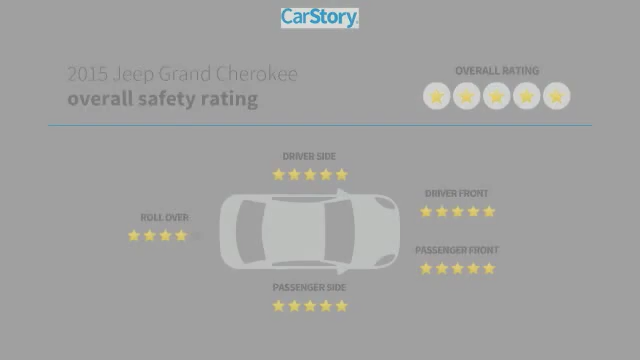 CarStory
2015 Jeep Grand Cherokee
overall safety rating
OVERALL RATING
DRIVER SIDE
DRIVER FRONT
ROLL OVER
PASSENGER FRONT
PASSENGER SIDE